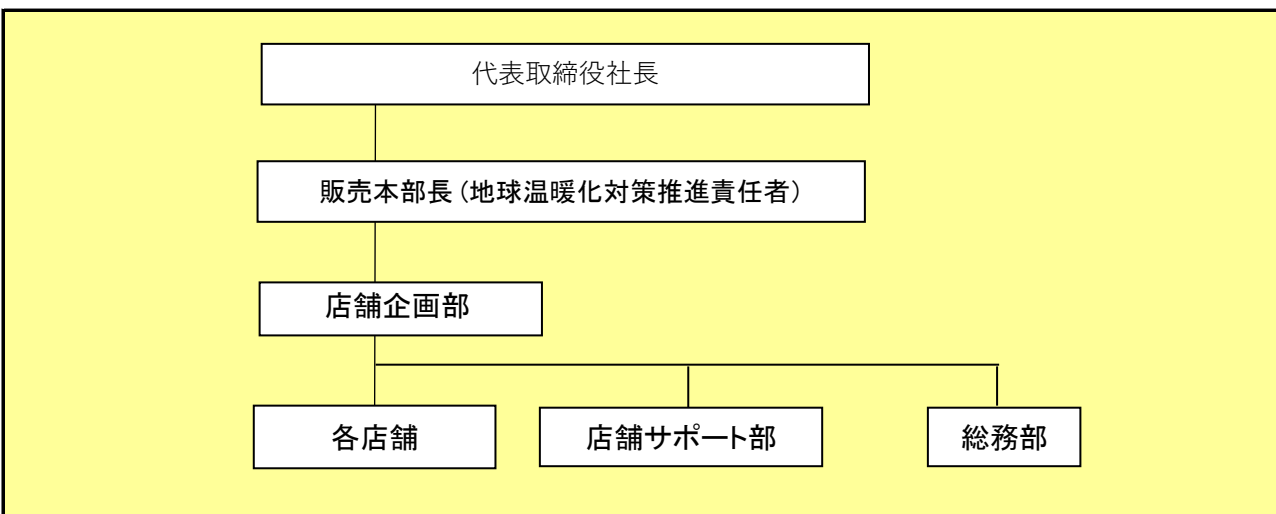 代表取締役社長
販売本部長（地球温暖化対策推進責任者）
店舗企画部
各店舗
店舗サポート部
総務部